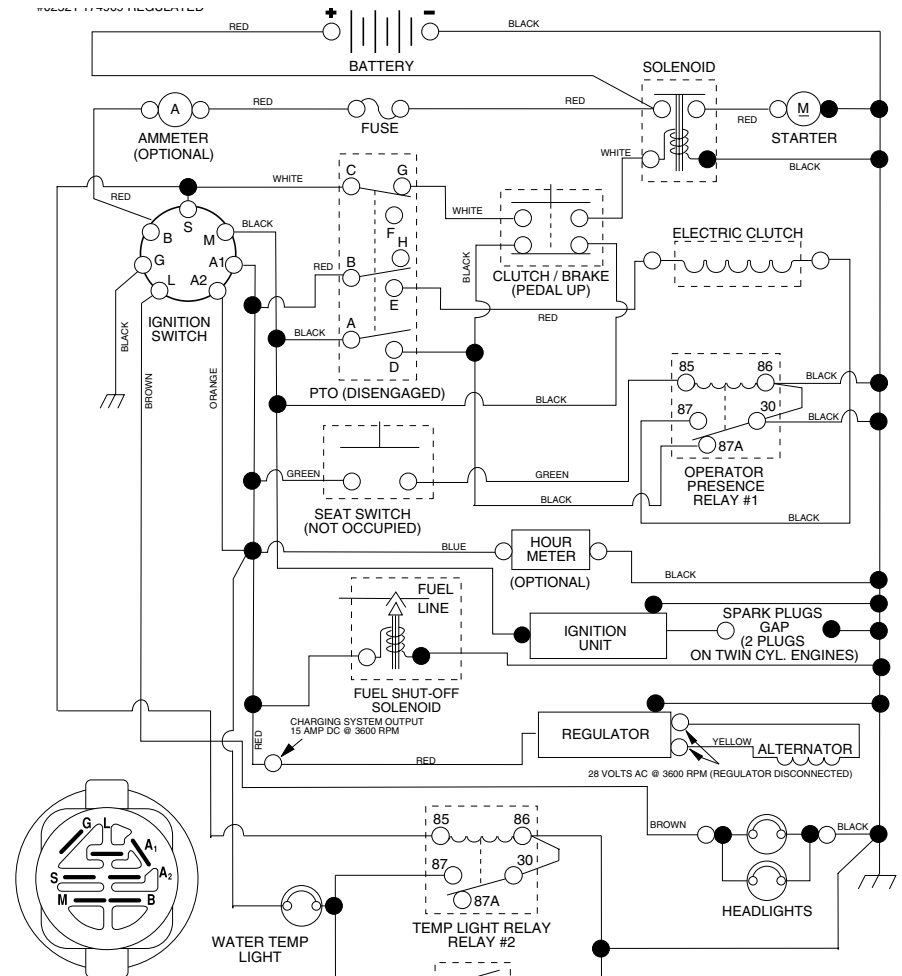 RED
+
-
BLACK
BATTERY
SOLENOID
A
RED
RED
RED
M
AMMETER
(OPTIONAL)
FUSE
STARTER
WHITE
BLACK
C
G
WHITE
RED
S
WHITE
F
B
M
BLACK
H
G
A1
RED
B
BLACK
CLUTCH / BRAKE
(PEDAL UP)
ELECTRIC CLUTCH
L
A2
E
RED
IGNITION
SWITCH
BLACK
A
D
BLACK
BROWN
ORANGE
PTO (DISENGAGED)
85
86
BLACK
BLACK
87
30
BLACK
87A
OPERATOR
PRESENCE
RELAY #1
GREEN
GREEN
BLACK
BLACK
SEAT SWITCH
(NOT OCCUPIED)
BLUE
HOUR
METER
(OPTIONAL)
BLACK
FUEL
LINE
IGNITION
UNIT
SPARK PLUGS
GAP
(2 PLUGS
ON TWIN CYL. ENGINES)
FUEL SHUT-OFF
SOLENOID
CHARGING SYSTEM OUTPUT
15 AMP DC @ 3600 RPM
RED
RED
REGULATOR
YELLOW
ALTERNATOR
28 VOLTS AC @ 3600 RPM (REGULATOR DISCONNECTED)
G
L
A1
S
A2
M
B
85
86
BROWN
BLACK
87
30
87A
HEADLIGHTS
WATER TEMP
LIGHT
TEMP LIGHT RELAY
RELAY #2